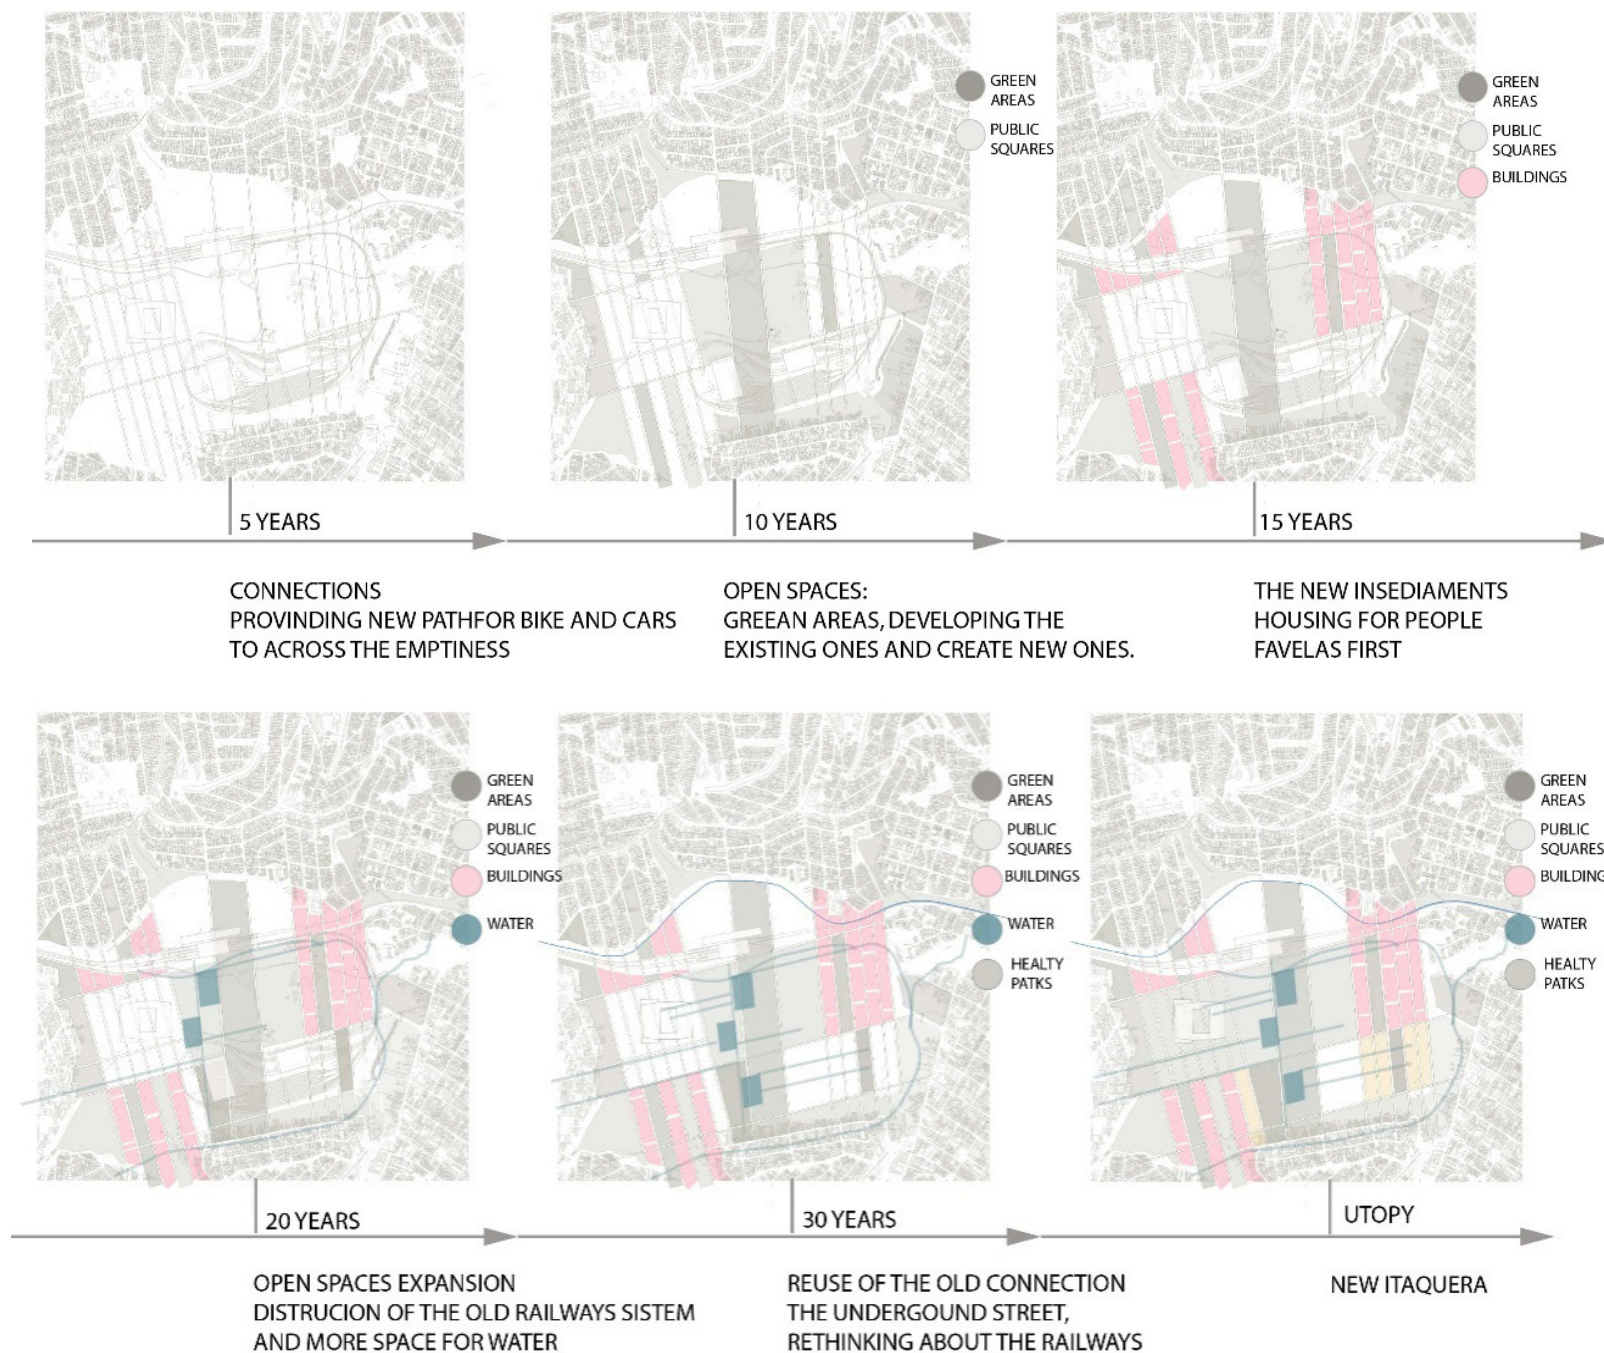 GREEN
AREAS
PUBLIC
SQUARES
GREEN
AREAS
PUBLIC
SQUARES
BUILDINGS
5 YEARS
10 YEARS
15 YEARS
CONNECTIONS
PROVINDING NEW PATHFOR BIKE AND CARS
TO ACROSS THE EMPTINESS
OPEN SPACES:
GREEAN AREAS, DEVELOPING THE
EXISTING ONES AND CREATE NEW ONES.
THE NEW INSEDIAMENTS
HOUSING FOR PEOPLE
FAVELAS FIRST
GREEN
AREAS
PUBLIC
SQUARES
BUILDINGS
WATER
GREEN
AREAS
PUBLIC
SQUARES
BUILDINGS
WATER
HEALTY
PATKS
GREEN
AREAS
PUBLIC
SQUARES
BUILDING
WATER
HEALTY
PATKS
20 YEARS
30 YEARS
UTOPY
OPEN SPACES EXPANSION
DISTRUCION OF THE OLD RAILWAYS SISTEM
AND MORE SPACE FOR WATER
REUSE OF THE OLD CONNECTION
THE UNDERGOUND STREET,
RETHINKING ABOUT THE RAILWAYS
NEW ITAQUERA